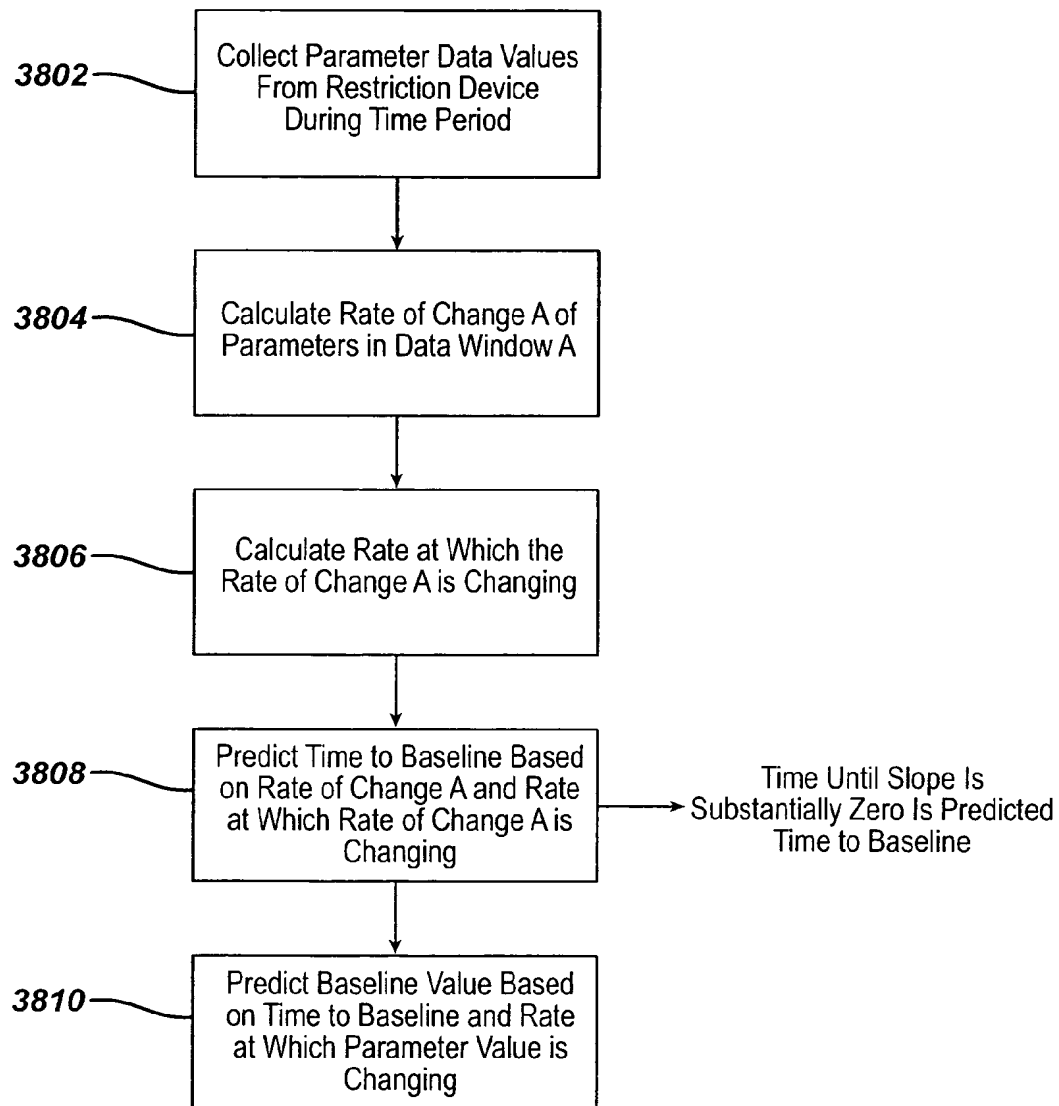 3802
Collect Parameter Data Values
From Restriction Device
During Time Period
3804
Calculate Rate of Change A of
Parameters in Data Window A
3806
Calculate Rate at Which the
Rate of Change A is Changing
3808
Predict Time to Baseline Based
on Rate of Change A and Rate
at Which Rate of Change A is
Changing
Time Until Slope Is
Substantially Zero Is Predicted
Time to Baseline
3810
Predict Baseline Value Based
on Time to Baseline and Rate
at Which Parameter Value is
Changing